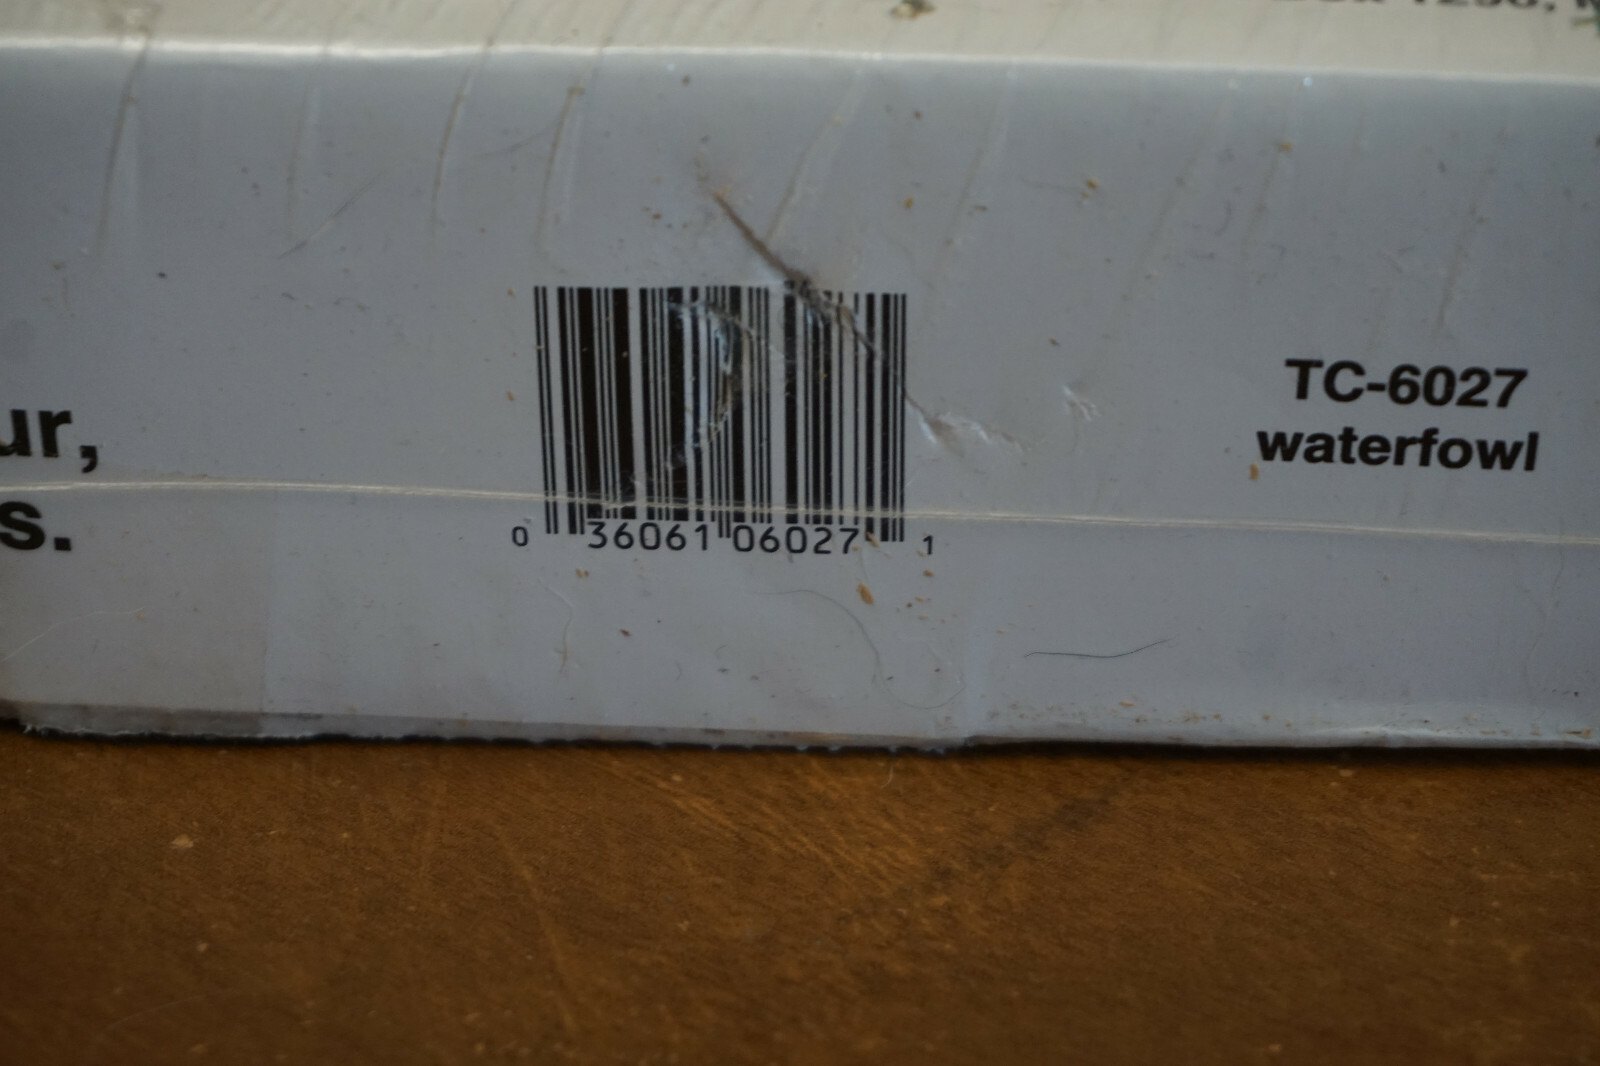 ur,
s.
0 36061 06027 1
TC-6027
waterfowl